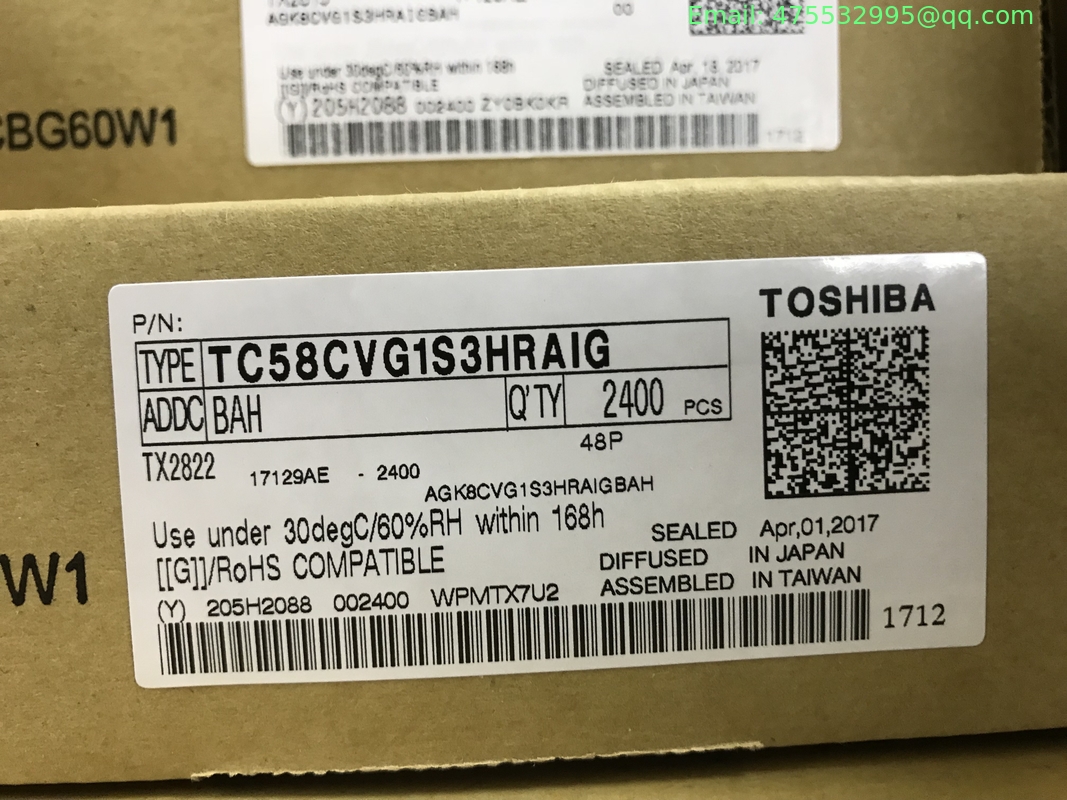 Email: 475532995@qq.com
AGK8CVG1S3HRAIGBAH
00
Use under 30degC/60%RH within 168h
SEALED Apr, 18, 2017
[[G]]/RoHS COMPATIBLE
DIFFUSED IN JAPAN
(Y) 205H2088 002400 ZY0BK0KR ASSEMBLED IN TAIWAN
1712
CBG60W1
TOSHIBA
P/N:
TYPE TC58CVG1S3HRAIG
ADDC BAH Q'TY 2400 PCS
48P
TX2822 17129AE - 2400
AGK8CVG1S3HRAIGBAH
Use under 30degC/60%RH within 168h
SEALED Apr,01,2017
[[G]]/RoHS COMPATIBLE
DIFFUSED IN JAPAN
ASSEMBLED IN TAIWAN
(Y) 205H2088 002400 WPMTX7U2
1712
W1